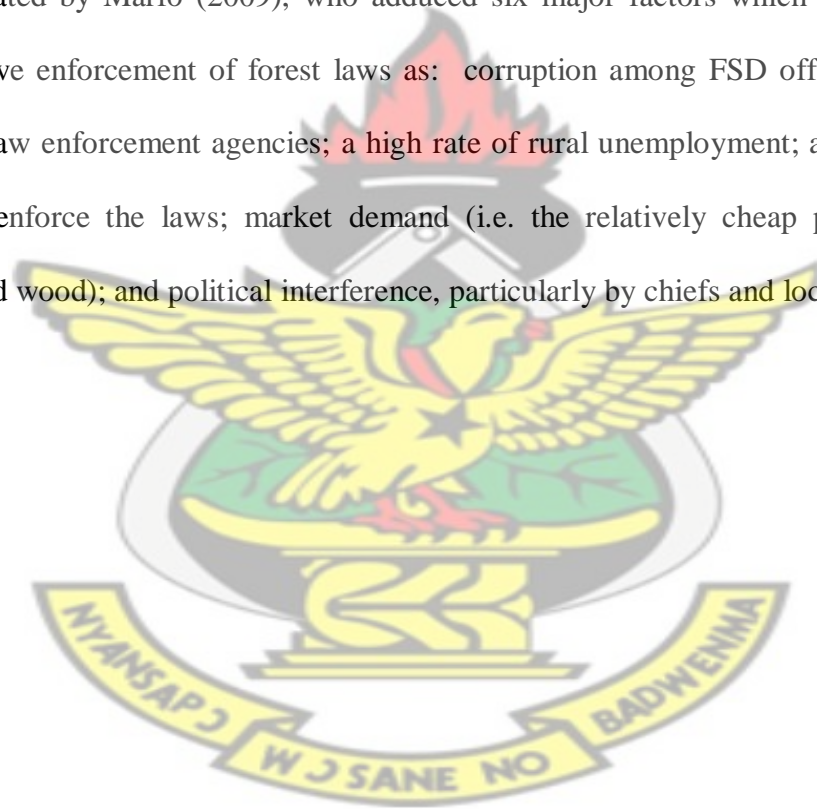 ated by Marfo (2009), who adduced six major factors which
ve enforcement of forest laws as: corruption among FSD off
aw enforcement agencies; a high rate of rural unemployment; a
enforce the laws; market demand (i.e. the relatively cheap p
d wood); and political interference, particularly by chiefs and loc
NYANSAPƆ WƆSANE NO BADWENMA